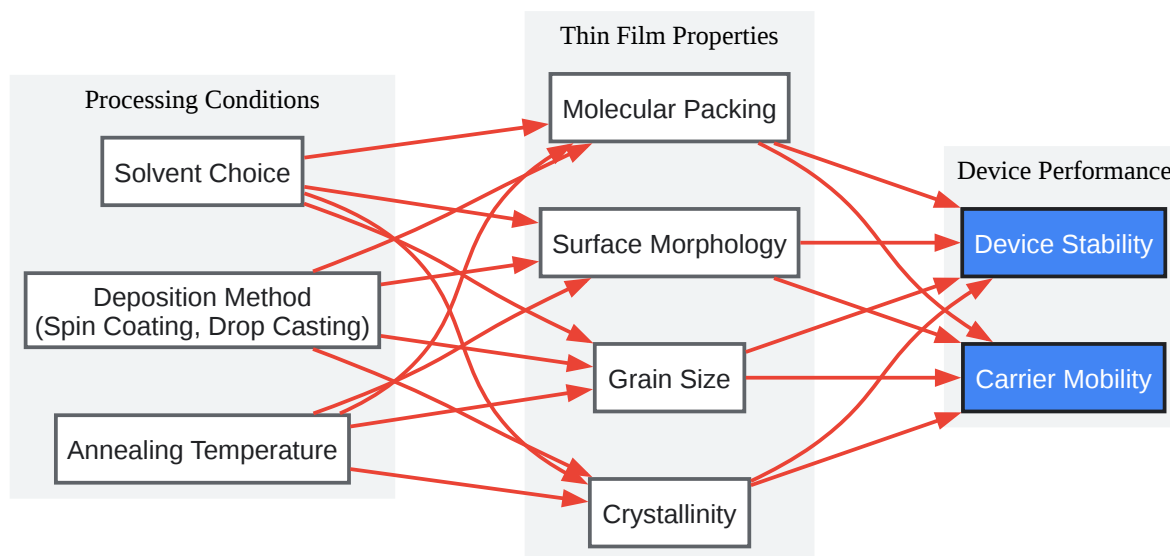 Processing Conditions
Solvent Choice
Deposition Method
(Spin Coating, Drop Casting)
Annealing Temperature
Thin Film Properties
Molecular Packing
Surface Morphology
Grain Size
Crystallinity
Device Performance
Device Stability
Carrier Mobility